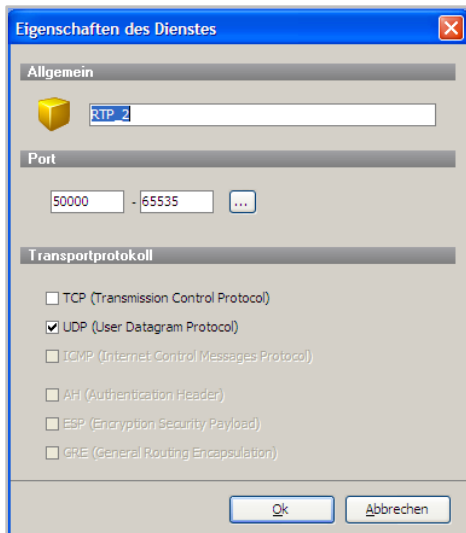 Eigenschaften des Dienstes
Allgemein
RTP_2
Port
50000 - 65535 ...
Transportprotokoll
TCP (Transmission Control Protocol)
UDP (User Datagram Protocol)
ICMP (Internet Control Messages Protocol)
AH (Authentication Header)
ESP (Encryption Security Payload)
GRE (General Routing Encapsulation)
Ok Abbrechen